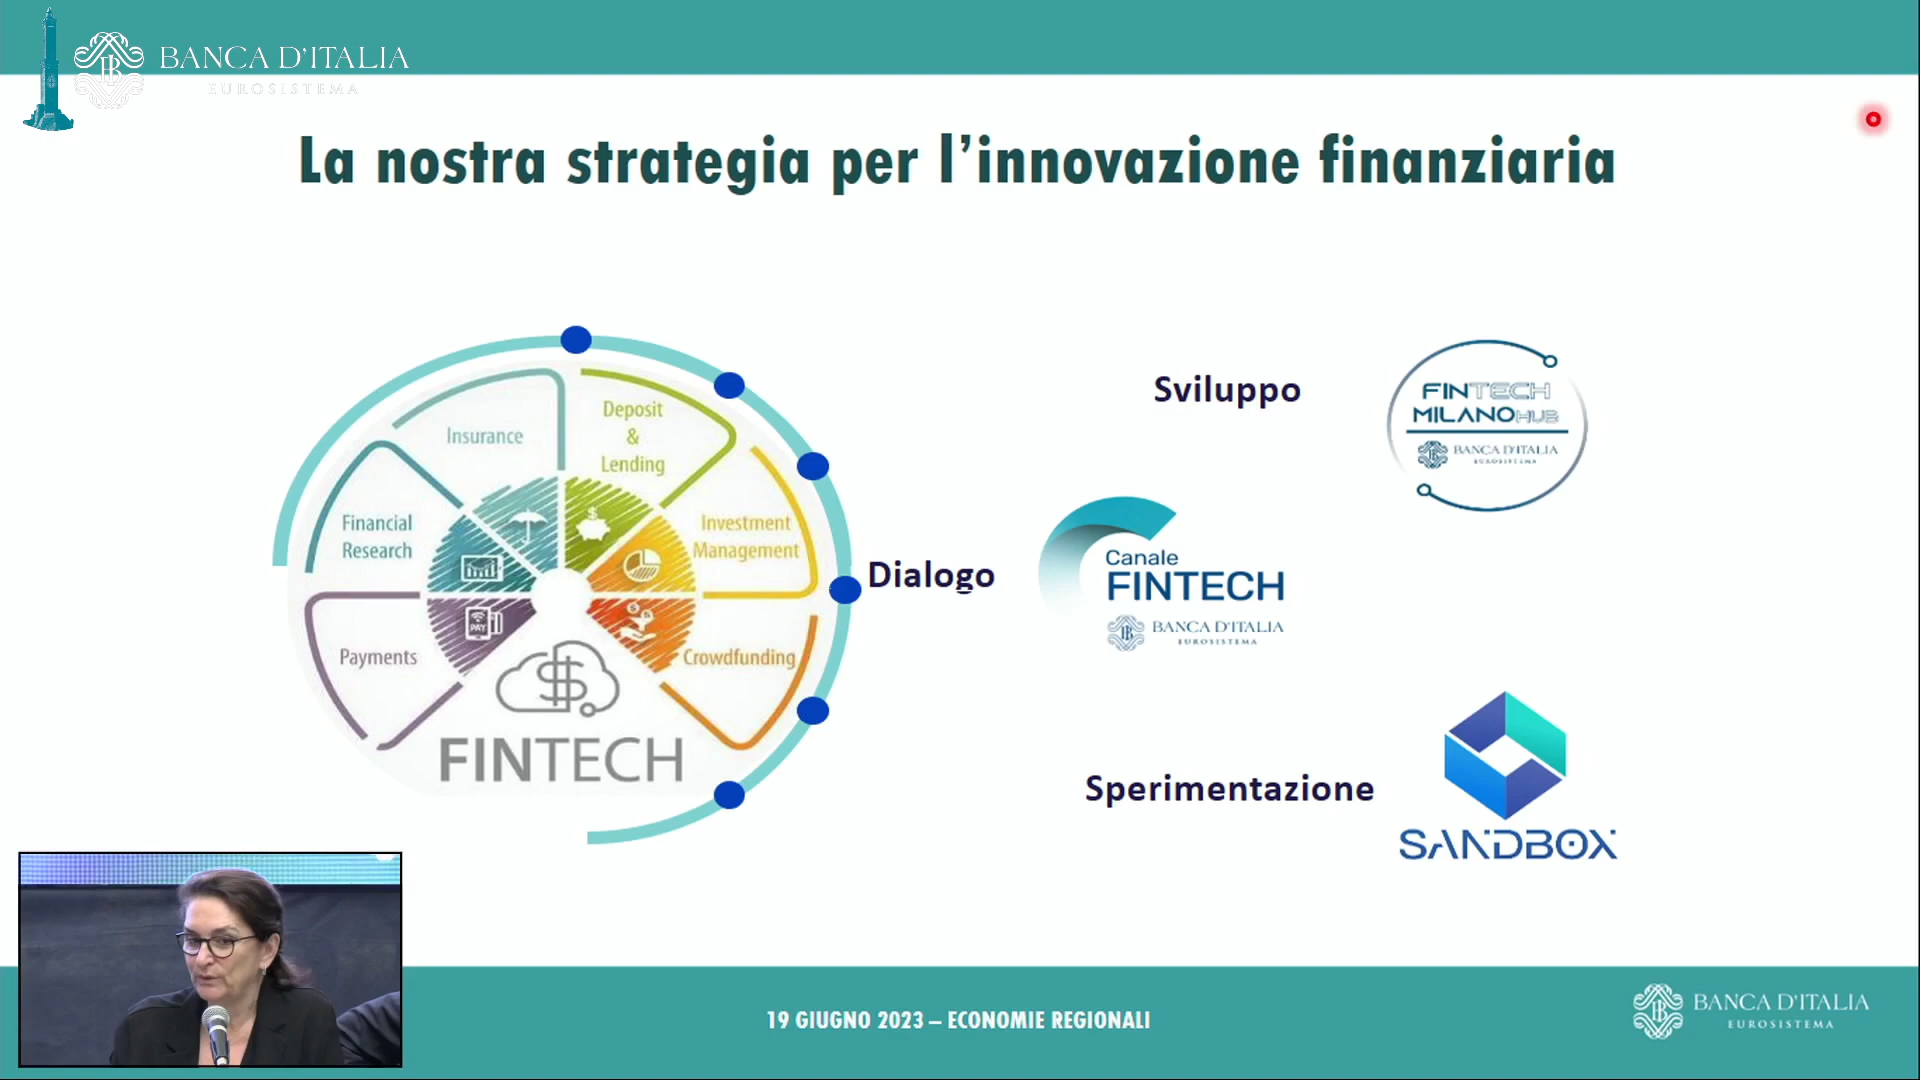 BANCA D'ITALIA
EUROSISTEMA
La nostra strategia per l'innovazione finanziaria
Insurance
Deposit
&
Lending
Financial
Research
Investment
Management
Payments
PAY
Crowdfunding
FINTECH
Dialogo
Sviluppo
FINTECH
MILANOHUB
BANCA D'ITALIA
EUROSISTEMA
Canale
FINTECH
BANCA D'ITALIA
EUROSISTEMA
Sperimentazione
SANDBOX
19 GIUGNO 2023 – ECONOMIE REGIONALI
BANCA D'ITALIA
EUROSISTEMA